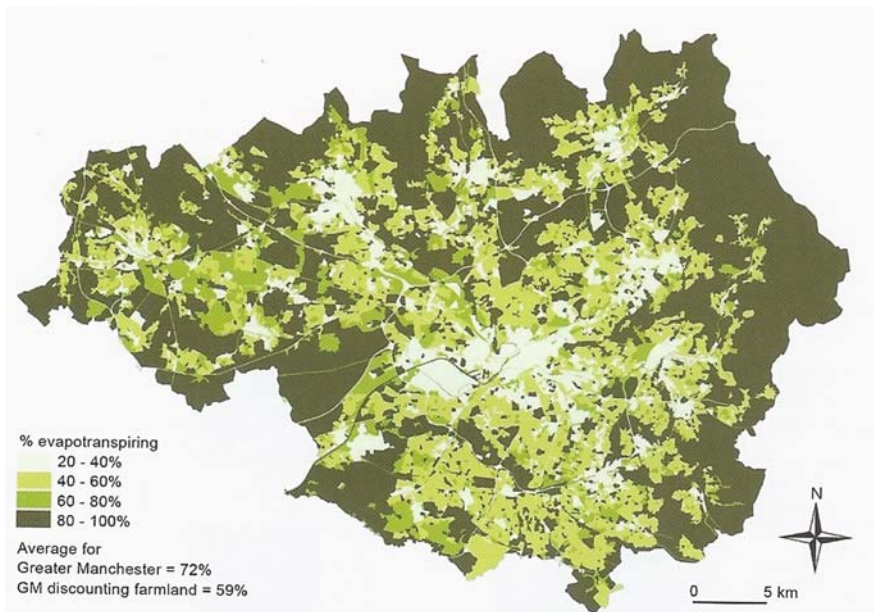 % evapotranspiring
20 - 40%
40 - 60%
60 - 80%
80 - 100%
Average for
Greater Manchester = 72%
GM discounting farmland = 59%
N
0 5 km